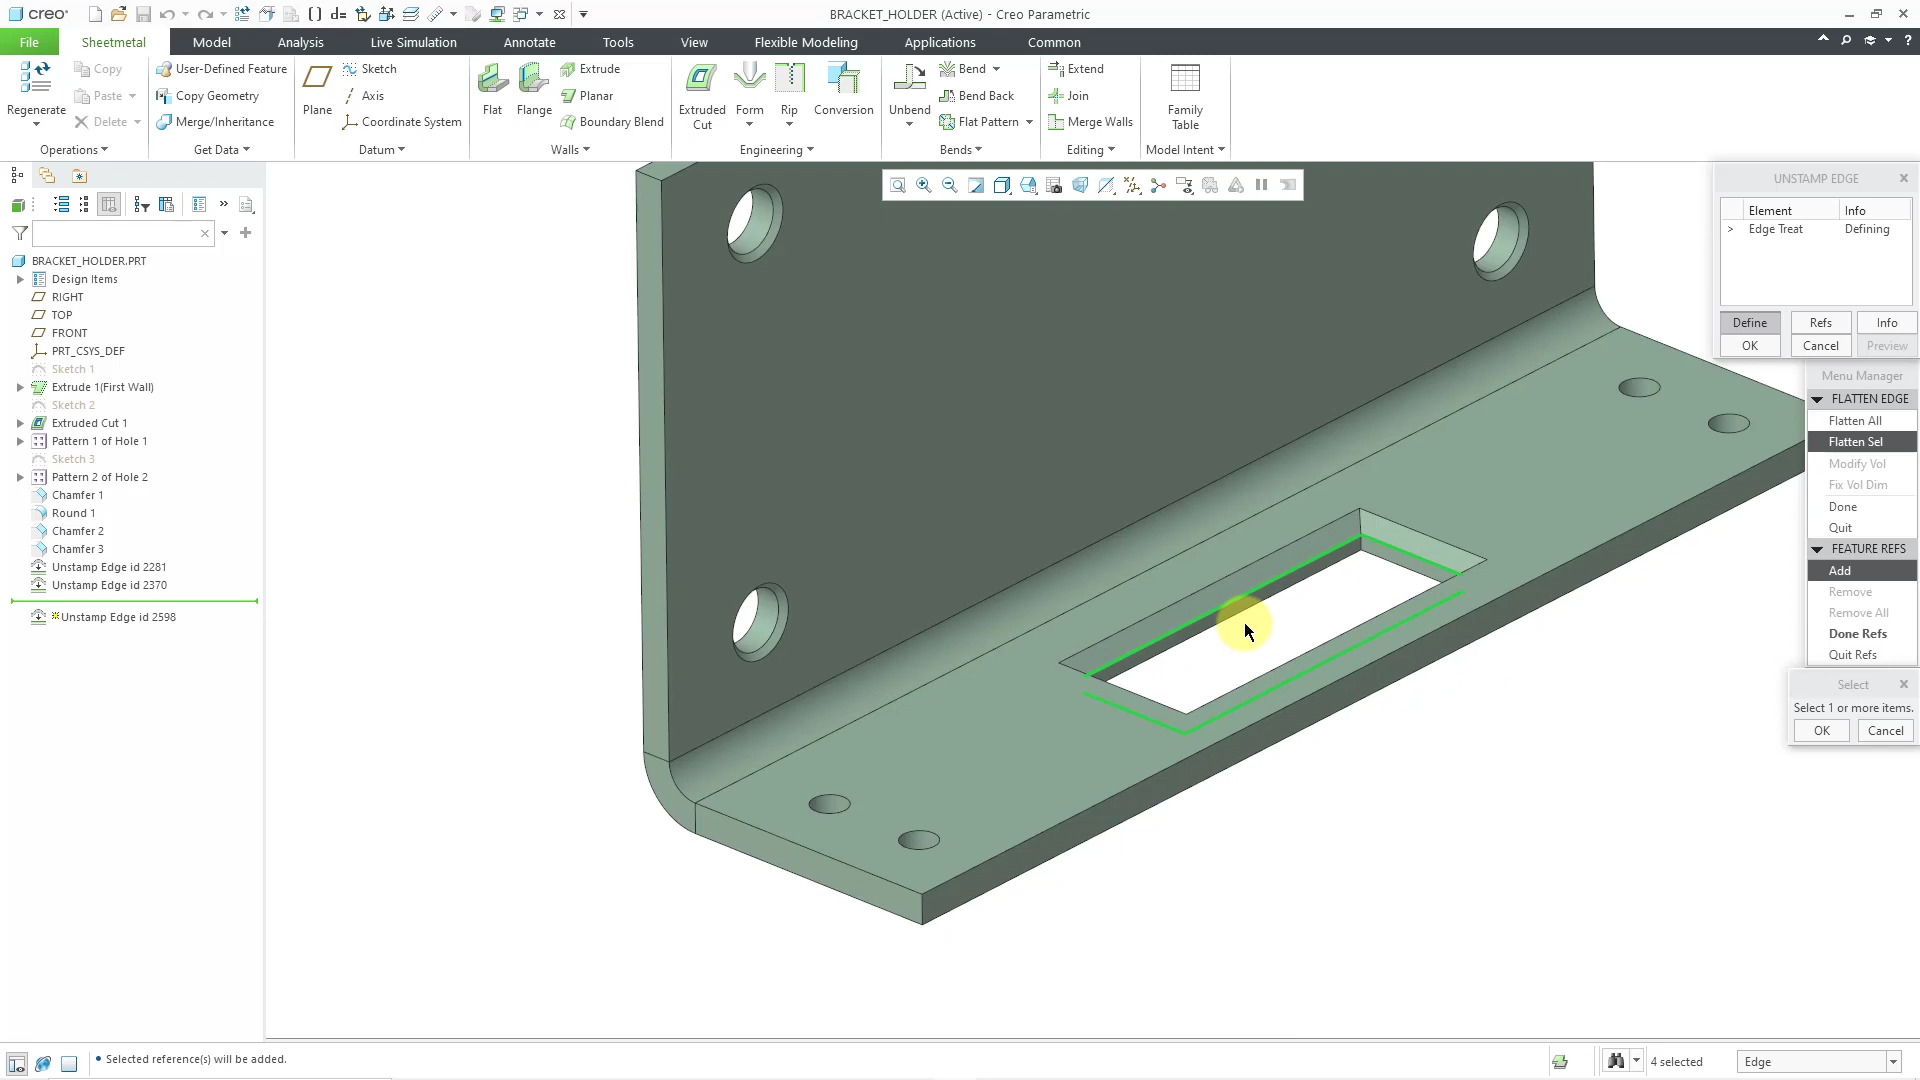 creo
BRACKET_HOLDER (Active) - Creo Parametric
File
Sheetmetal
Model
Analysis
Live Simulation
Annotate
Tools
View
Flexible Modeling
Applications
Common
Regenerate
Copy
Paste
Delete
Operations
User-Defined Feature
Copy Geometry
Merge/Inheritance
Get Data
Plane
Sketch
Axis
Coordinate System
Datum
Flat
Flange
Extrude
Planar
Boundary Blend
Walls
Extruded Cut
Form
Rip
Conversion
Engineering
Unbend
Bend
Bend Back
Flat Pattern
Bends
Extend
Join
Merge Walls
Editing
Family Table
Model Intent
BRACKET_HOLDER.PRT
Design Items
RIGHT
TOP
FRONT
PRT_CSYS_DEF
Sketch 1
Extrude 1(First Wall)
Sketch 2
Extruded Cut 1
Pattern 1 of Hole 1
Sketch 3
Pattern 2 of Hole 2
Chamfer 1
Round 1
Chamfer 2
Chamfer 3
Unstamp Edge id 2281
Unstamp Edge id 2370
Unstamp Edge id 2598
UNSTAMP EDGE
Element Info
> Edge Treat Defining
Define Refs Info
OK Cancel Preview
Menu Manager
FLATTEN EDGE
Flatten All
Flatten Sel
Modify Vol
Fix Vol Dim
Done
Quit
FEATURE REFS
Add
Remove
Remove All
Done Refs
Quit Refs
Select
Select 1 or more items.
OK Cancel
• Selected reference(s) will be added.
4 selected
Edge